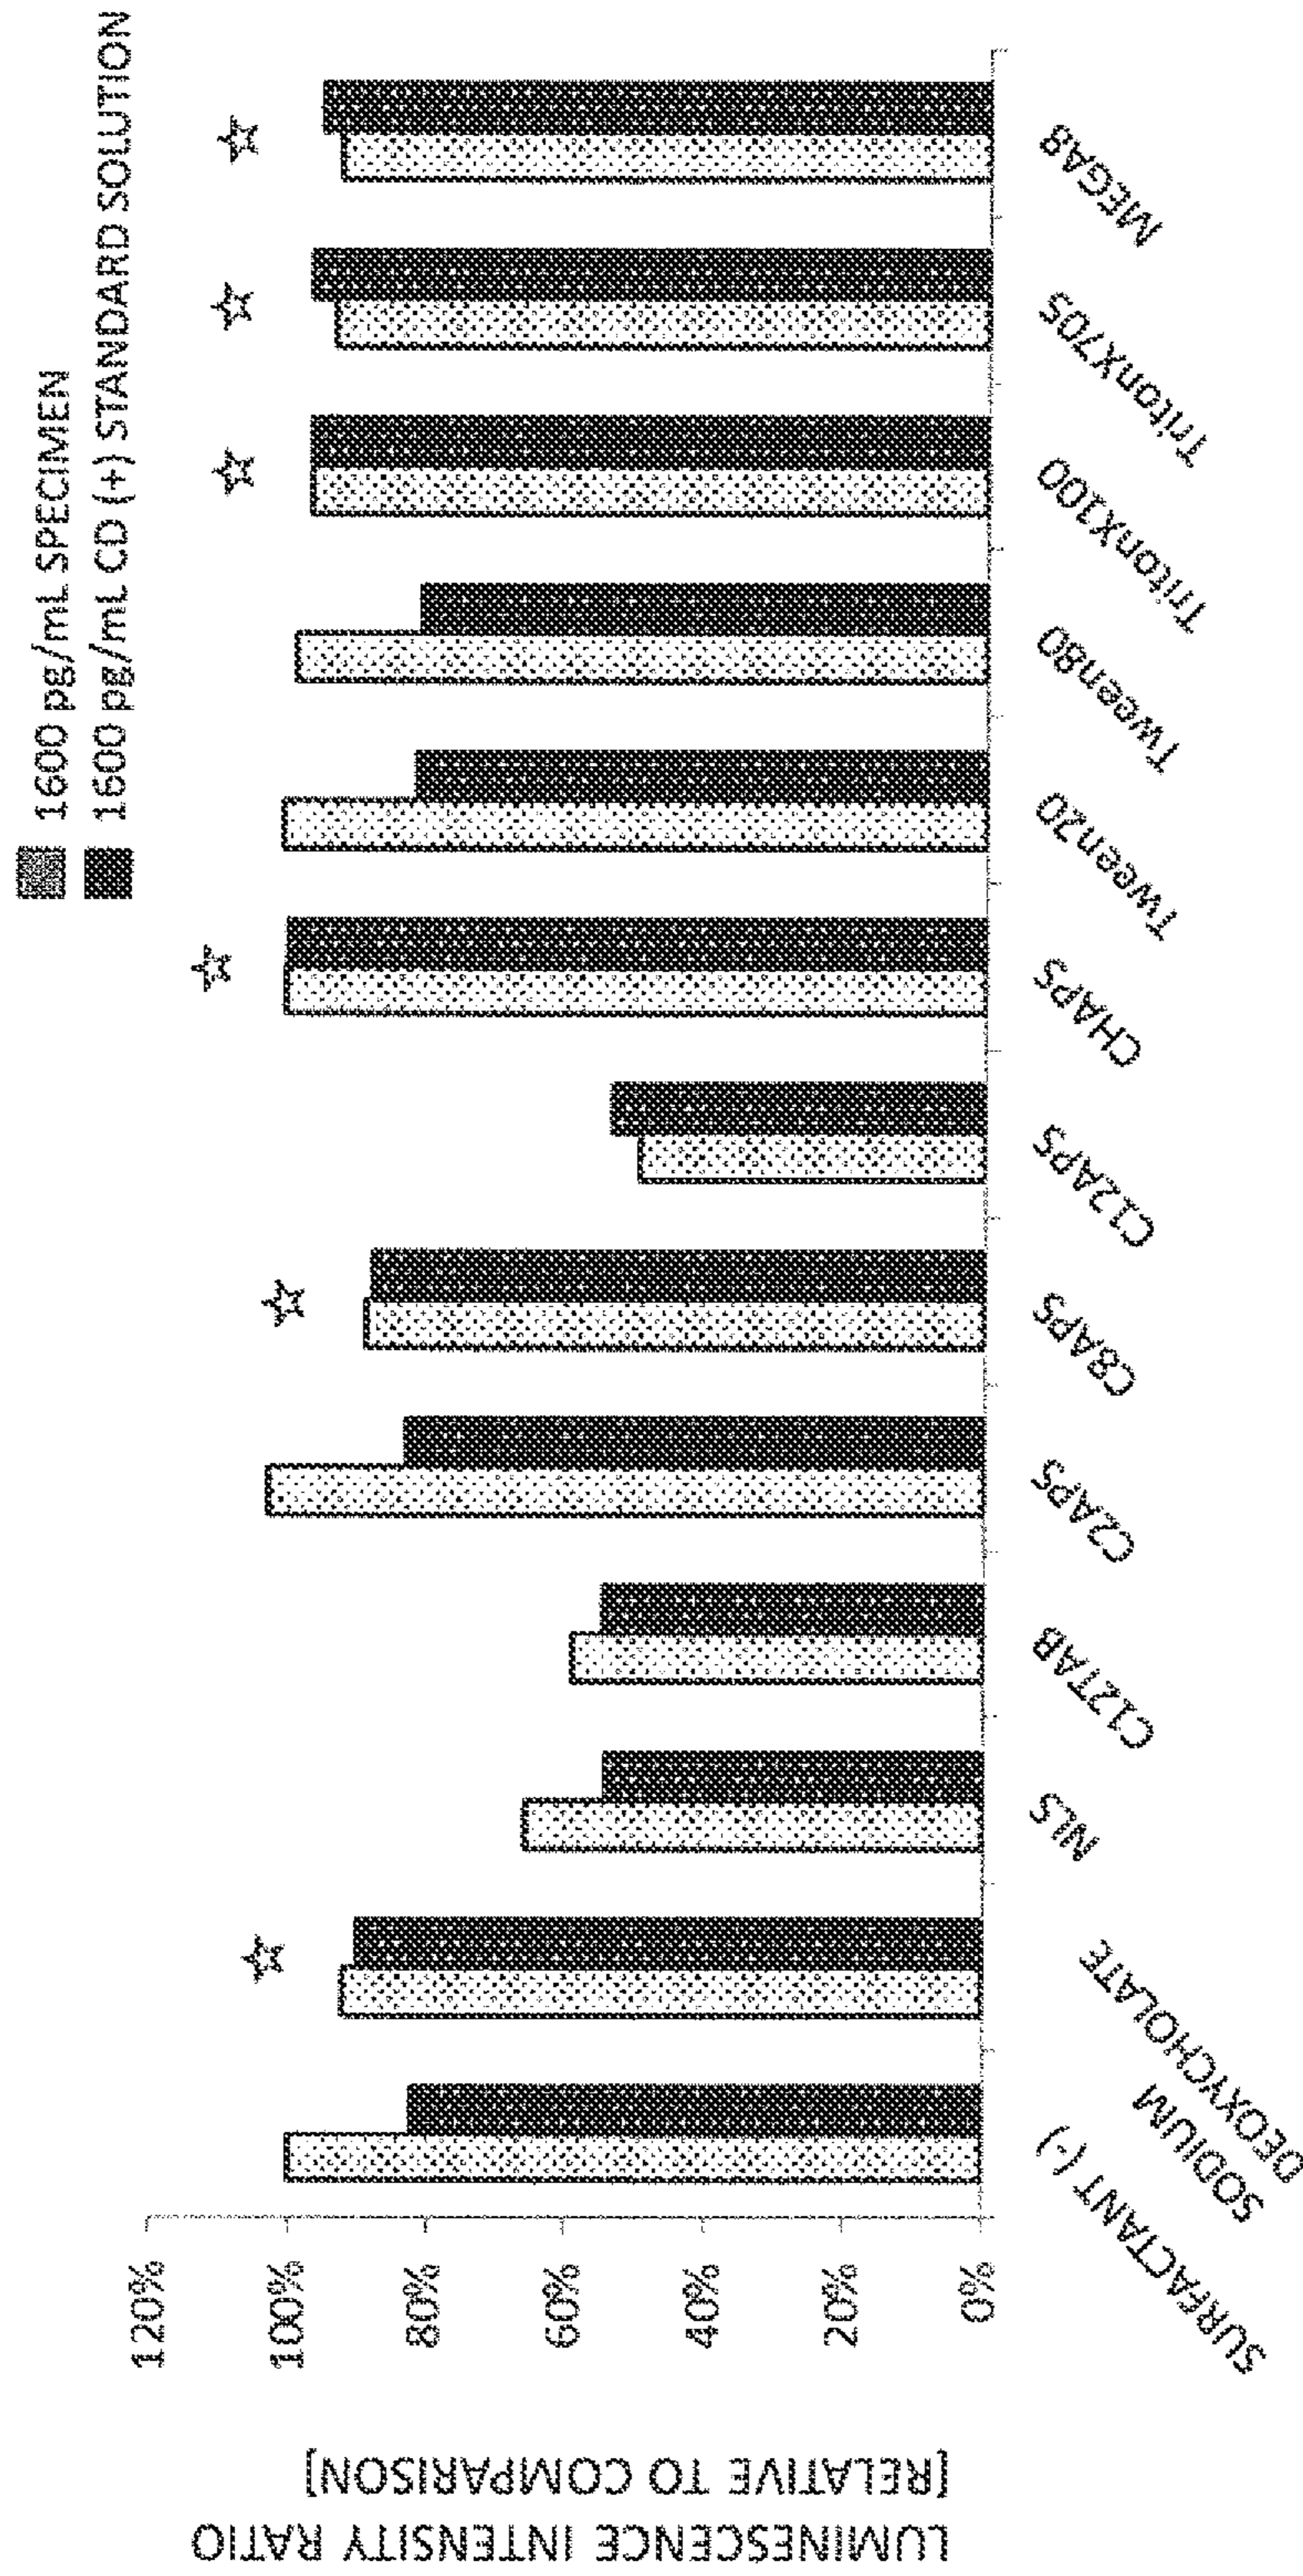 1600 pg/mL SPECIMEN
1600 pg/mL CD (+) STANDARD SOLUTION
LUMINESCENCE INTENSITY RATIO
[RELATIVE TO COMPARISON]
120%
100%
80%
60%
40%
20%
0%
SURFACTANT (-)
SODIUM
DEOXYCHOLATE
NLS
C12TAB
C2APS
C8APS
C12APS
CHAPS
Tween20
Tween80
TritonX100
TritonX705
MEGA8